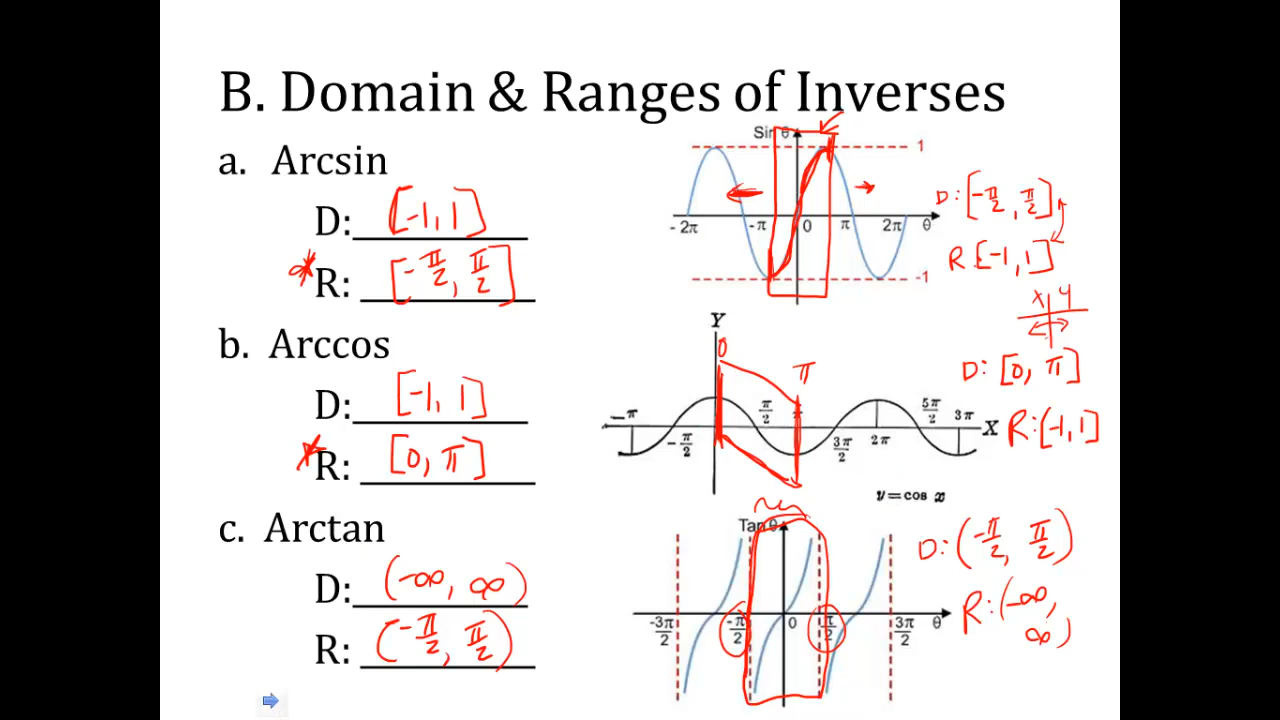 B. Domain & Ranges of Inverses
a. Arcsin
D: [-1, 1]
R: [-π/2, π/2]
b. Arccos
D: [-1, 1]
R: [0, π]
c. Arctan
D: (-∞, ∞)
R: (-π/2, π/2)
Sin θ
1
-2π -π 0 π 2π θ
-1
D: [-π/2, π/2]
R: [-1, 1]
x y
Y
0 π
-π -π/2 π/2 π 3π/2 2π 5π/2 3π X
y = cos x
D: [0, π]
R: [-1, 1]
Tan θ
-3π/2 -π/2 0 π/2 3π/2 θ
D: (-π/2, π/2)
R: (-∞,
∞)